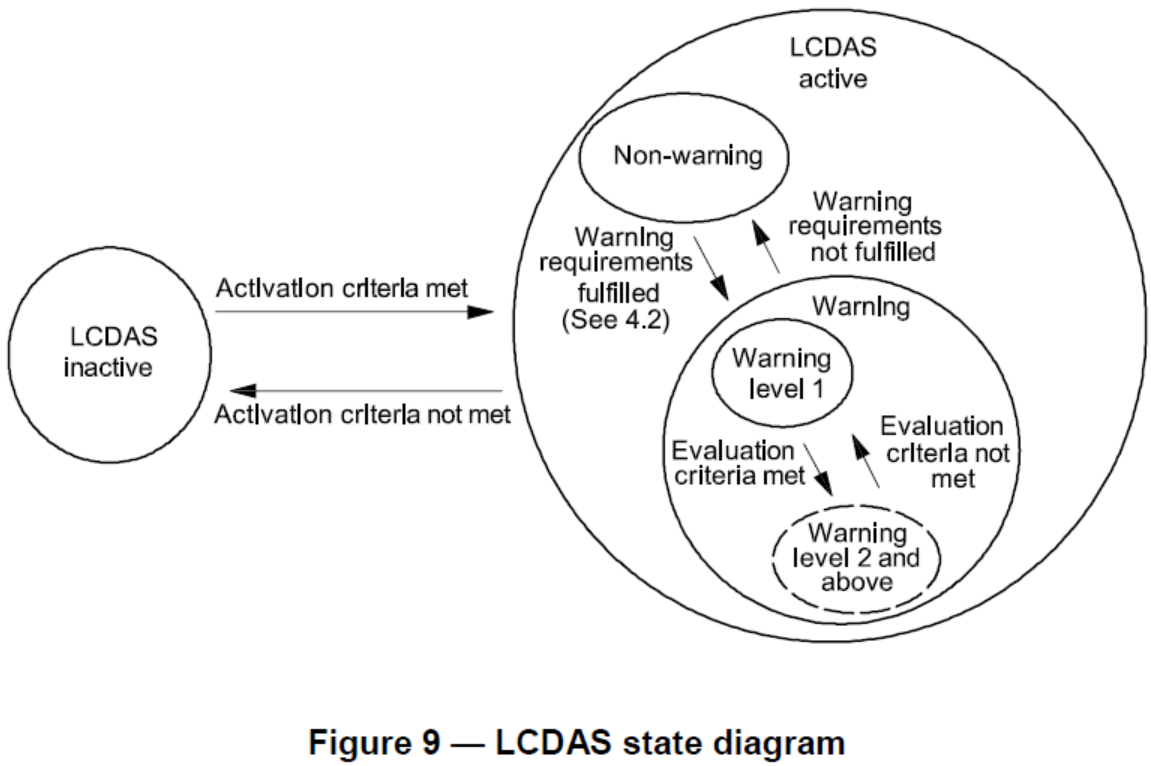 LCDAS
active
Non-warning
Warning
requirements
not fulfilled
Warning
requirements
fulfilled
(See 4.2)
Activation criteria met
LCDAS
inactive
Activation criteria not met
Warning
Warning
level 1
Evaluation
criteria met
Evaluation
criteria not
met
Warning
level 2 and
above
Figure 9 — LCDAS state diagram